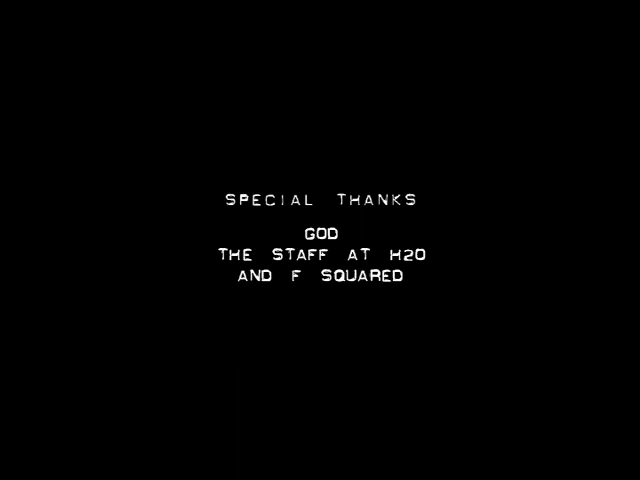 SPECIAL THANKS
GOD
THE STAFF AT H2O
AND F SQUARED